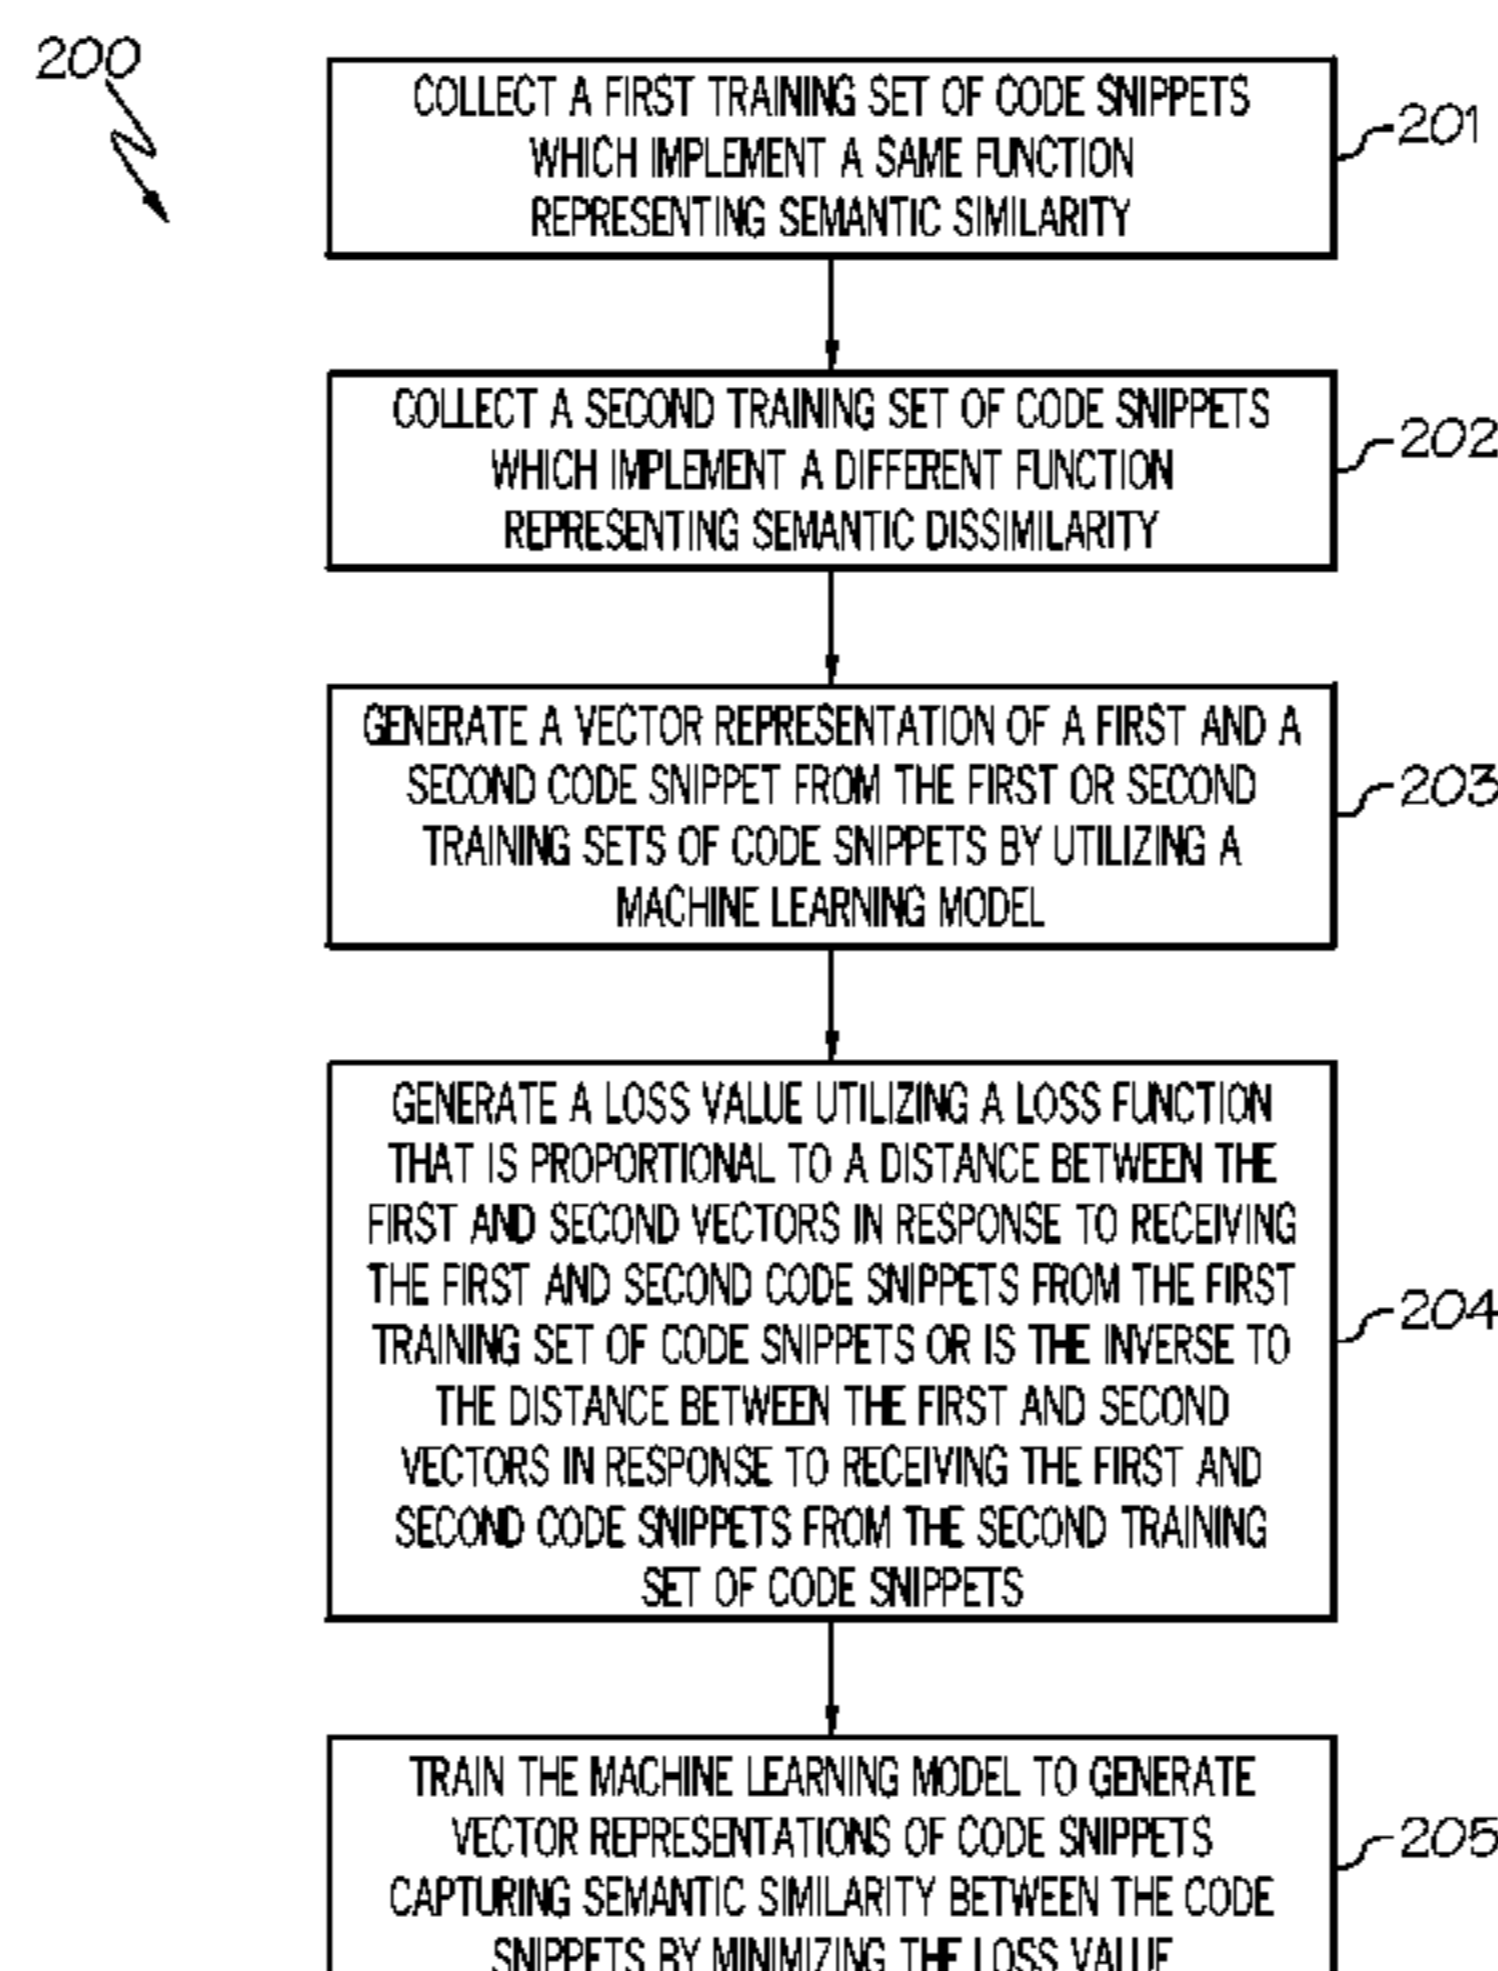 200
COLLECT A FIRST TRAINING SET OF CODE SNIPPETS
WHICH IMPLEMENT A SAME FUNCTION
REPRESENTING SEMANTIC SIMILARITY
201
COLLECT A SECOND TRAINING SET OF CODE SNIPPETS
WHICH IMPLEMENT A DIFFERENT FUNCTION
REPRESENTING SEMANTIC DISSIMILARITY
202
GENERATE A VECTOR REPRESENTATION OF A FIRST AND A
SECOND CODE SNIPPET FROM THE FIRST OR SECOND
TRAINING SETS OF CODE SNIPPETS BY UTILIZING A
MACHINE LEARNING MODEL
203
GENERATE A LOSS VALUE UTILIZING A LOSS FUNCTION
THAT IS PROPORTIONAL TO A DISTANCE BETWEEN THE
FIRST AND SECOND VECTORS IN RESPONSE TO RECEIVING
THE FIRST AND SECOND CODE SNIPPETS FROM THE FIRST
TRAINING SET OF CODE SNIPPETS OR IS THE INVERSE TO
THE DISTANCE BETWEEN THE FIRST AND SECOND
VECTORS IN RESPONSE TO RECEIVING THE FIRST AND
SECOND CODE SNIPPETS FROM THE SECOND TRAINING
SET OF CODE SNIPPETS
204
TRAIN THE MACHINE LEARNING MODEL TO GENERATE
VECTOR REPRESENTATIONS OF CODE SNIPPETS
CAPTURING SEMANTIC SIMILARITY BETWEEN THE CODE
SNIPPETS BY MINIMIZING THE LOSS VALUE
205